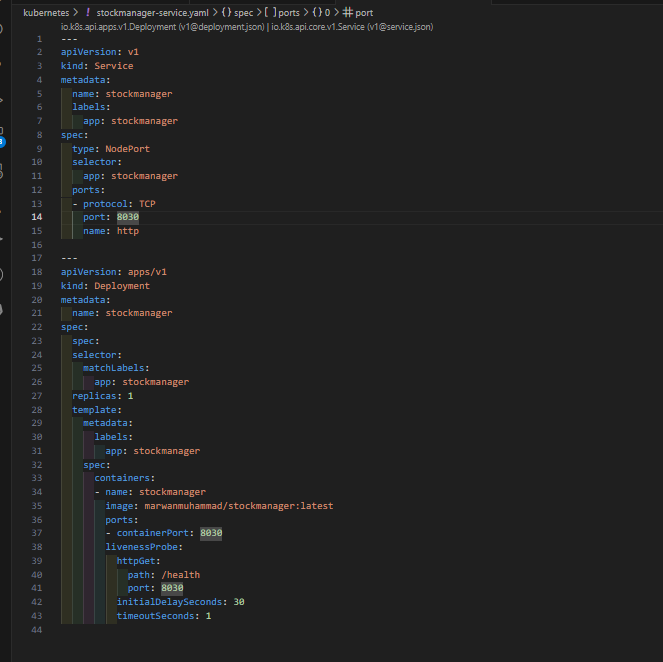 kubernetes > ! stockmanager-service.yaml > {} spec > [ ] ports > {} 0 > # port
io.k8s.api.apps.v1.Deployment (v1@deployment.json) | io.k8s.api.core.v1.Service (v1@service.json)
1 ---
2 apiVersion: v1
3 kind: Service
4 metadata:
5   name: stockmanager
6   labels:
7     app: stockmanager
8 spec:
9   type: NodePort
10   selector:
11     app: stockmanager
12   ports:
13   - protocol: TCP
14     port: 8030
15     name: http
16
17 ---
18 apiVersion: apps/v1
19 kind: Deployment
20 metadata:
21   name: stockmanager
22 spec:
23   spec:
24   selector:
25     matchLabels:
26       app: stockmanager
27   replicas: 1
28   template:
29     metadata:
30       labels:
31         app: stockmanager
32     spec:
33       containers:
34       - name: stockmanager
35         image: marwanmuhammad/stockmanager:latest
36         ports:
37         - containerPort: 8030
38         livenessProbe:
39           httpGet:
40             path: /health
41             port: 8030
42           initialDelaySeconds: 30
43           timeoutSeconds: 1
44